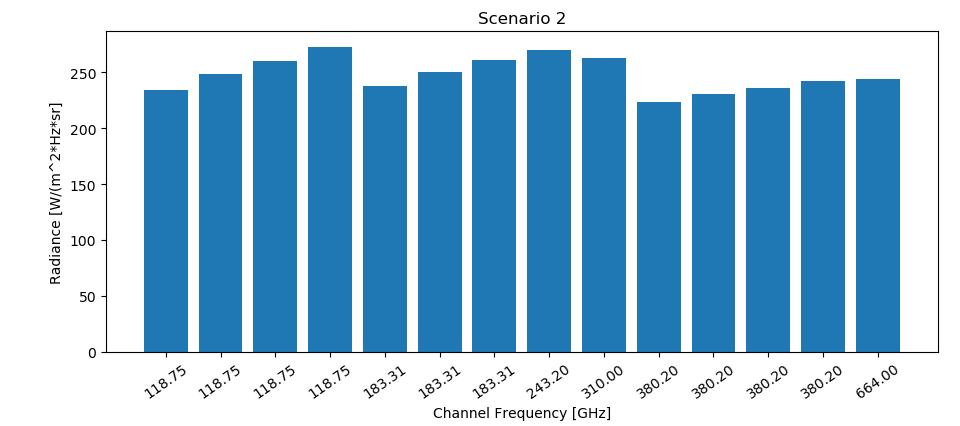 Scenario 2
Radiance [W/(m^2*Hz*sr]
250
200
150
100
50
0
118.75 118.75 118.75 118.75 183.31 183.31 183.31 243.20 310.00 380.20 380.20 380.20 380.20 664.00
Channel Frequency [GHz]